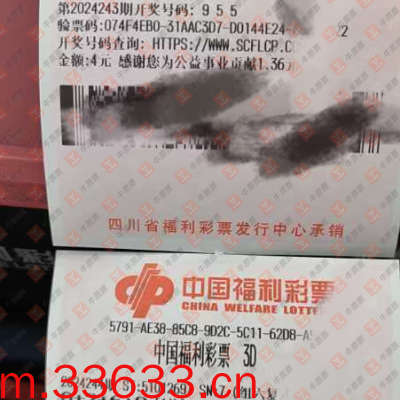 第2024243期开奖号码: 9 5 5
验票码:074F4EB0-31AAC3D7-D0144E24-
开奖号码查询: HTTPS://WWW.SCFLCP.C
金额:4元 感谢您为公益事业贡献1.36元
四川省福利彩票发行中心承销
中国福利彩票
CHINA WELFARE LOTTE
5791-AE38-85C8-9D2C-5C11-62D8-A
中国福利彩票 3D
m.33633.cn